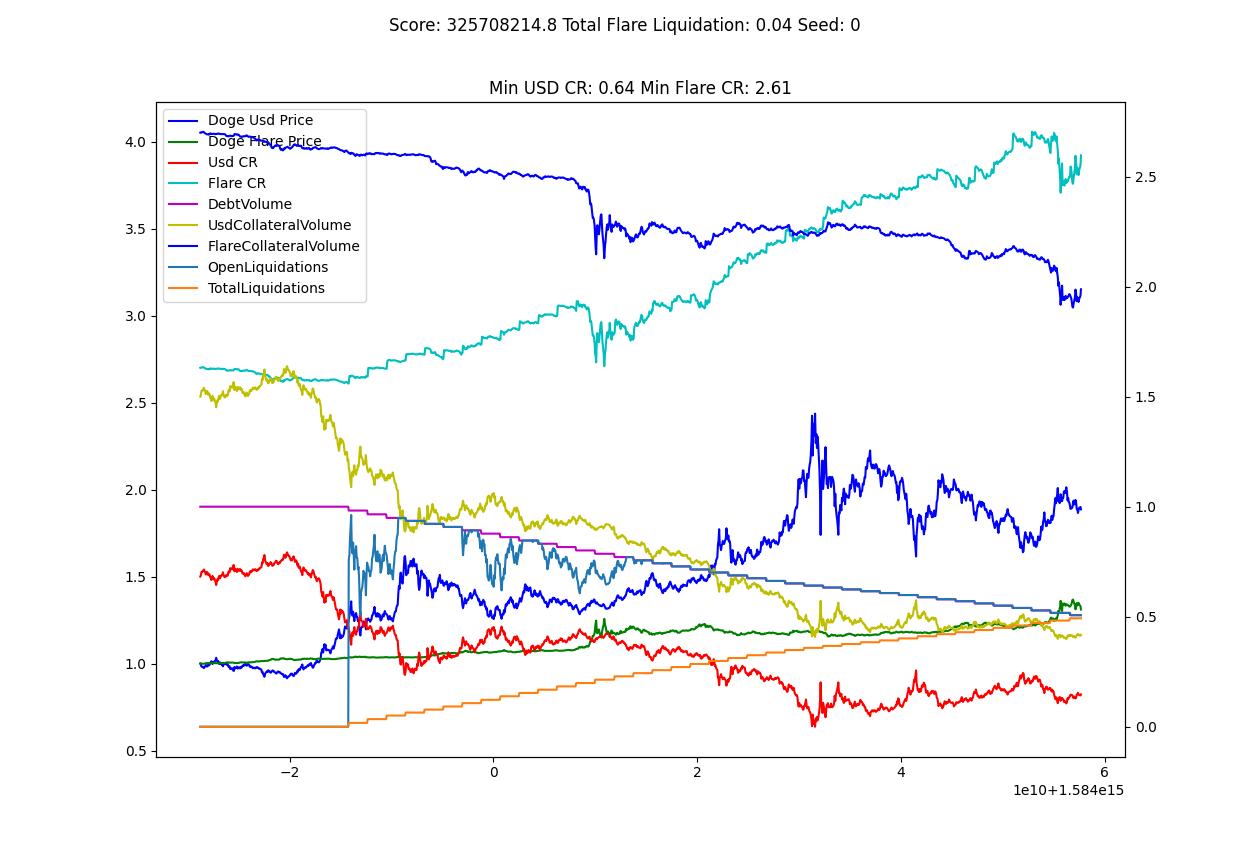 Score: 325708214.8 Total Flare Liquidation: 0.04 Seed: 0
Min USD CR: 0.64 Min Flare CR: 2.61
Doge Usd Price
Doge Flare Price
Usd CR
Flare CR
DebtVolume
UsdCollateralVolume
FlareCollateralVolume
OpenLiquidations
TotalLiquidations
4.0
3.5
3.0
2.5
2.0
1.5
1.0
0.5
2.5
2.0
1.5
1.0
0.5
0.0
−2 0 2 4 6
1e10+1.584e15